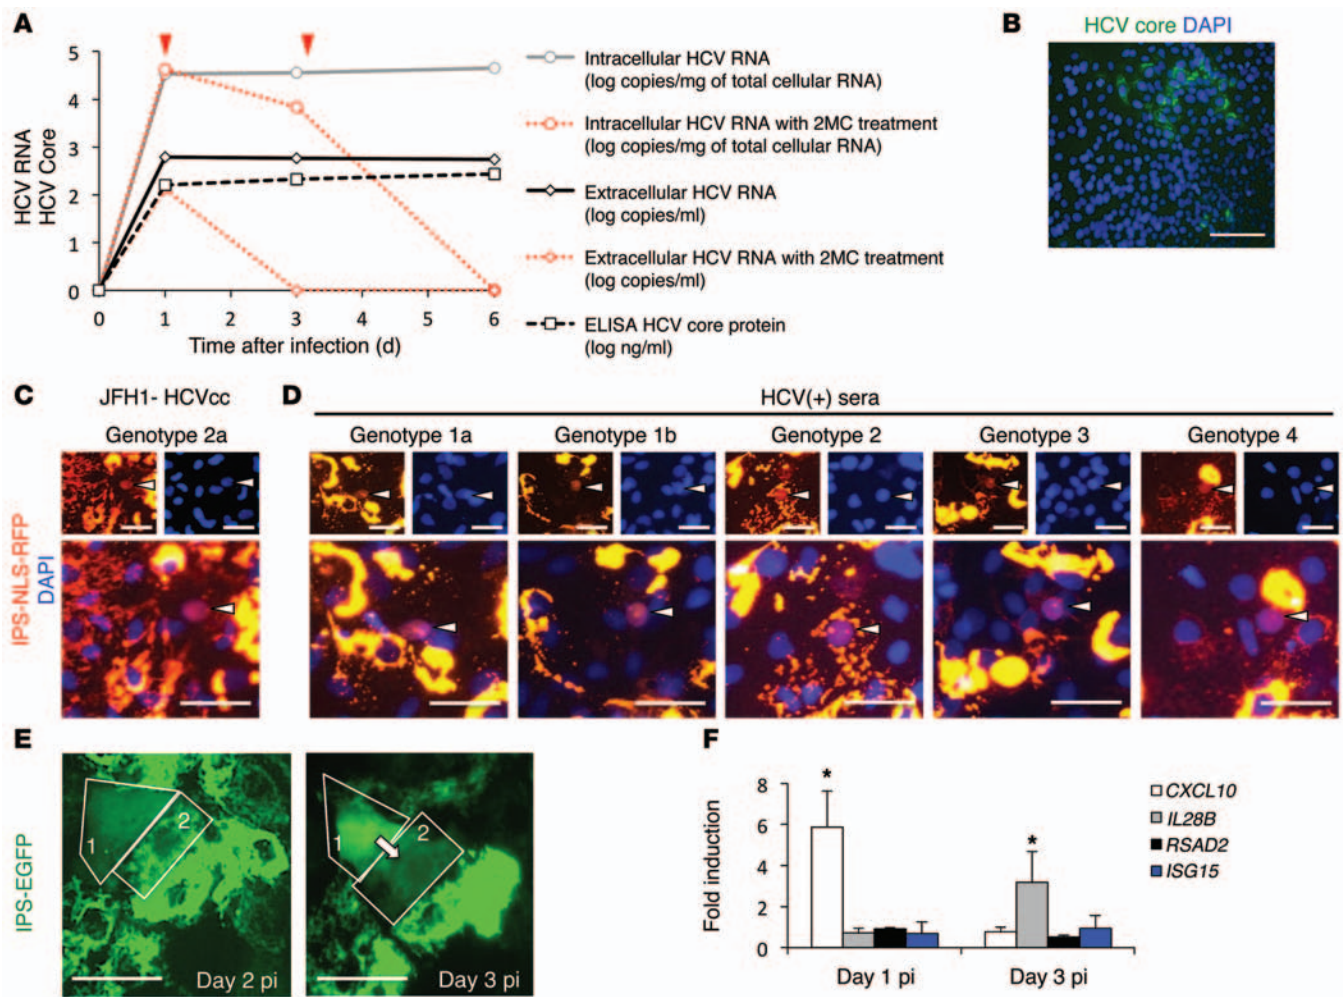 A
HCV RNA
HCV Core
5
4
3
2
1
0
0
1
2
3
4
5
6
Time after infection (d)
Intracellular HCV RNA
(log copies/mg of total cellular RNA)
Intracellular HCV RNA with 2MC treatment
(log copies/mg of total cellular RNA)
Extracellular HCV RNA
(log copies/ml)
Extracellular HCV RNA with 2MC treatment
(log copies/ml)
ELISA HCV core protein
(log ng/ml)
B
HCV core DAPI
C
JFH1- HCVcc
Genotype 2a
IPS-NLS-RFP
DAPI
D
HCV(+) sera
Genotype 1a
Genotype 1b
Genotype 2
Genotype 3
Genotype 4
E
IPS-EGFP
1
2
Day 2 pi
1
2
Day 3 pi
F
Fold induction
8
6
4
2
0
*
*
Day 1 pi
Day 3 pi
CXCL10
IL28B
RSAD2
ISG15